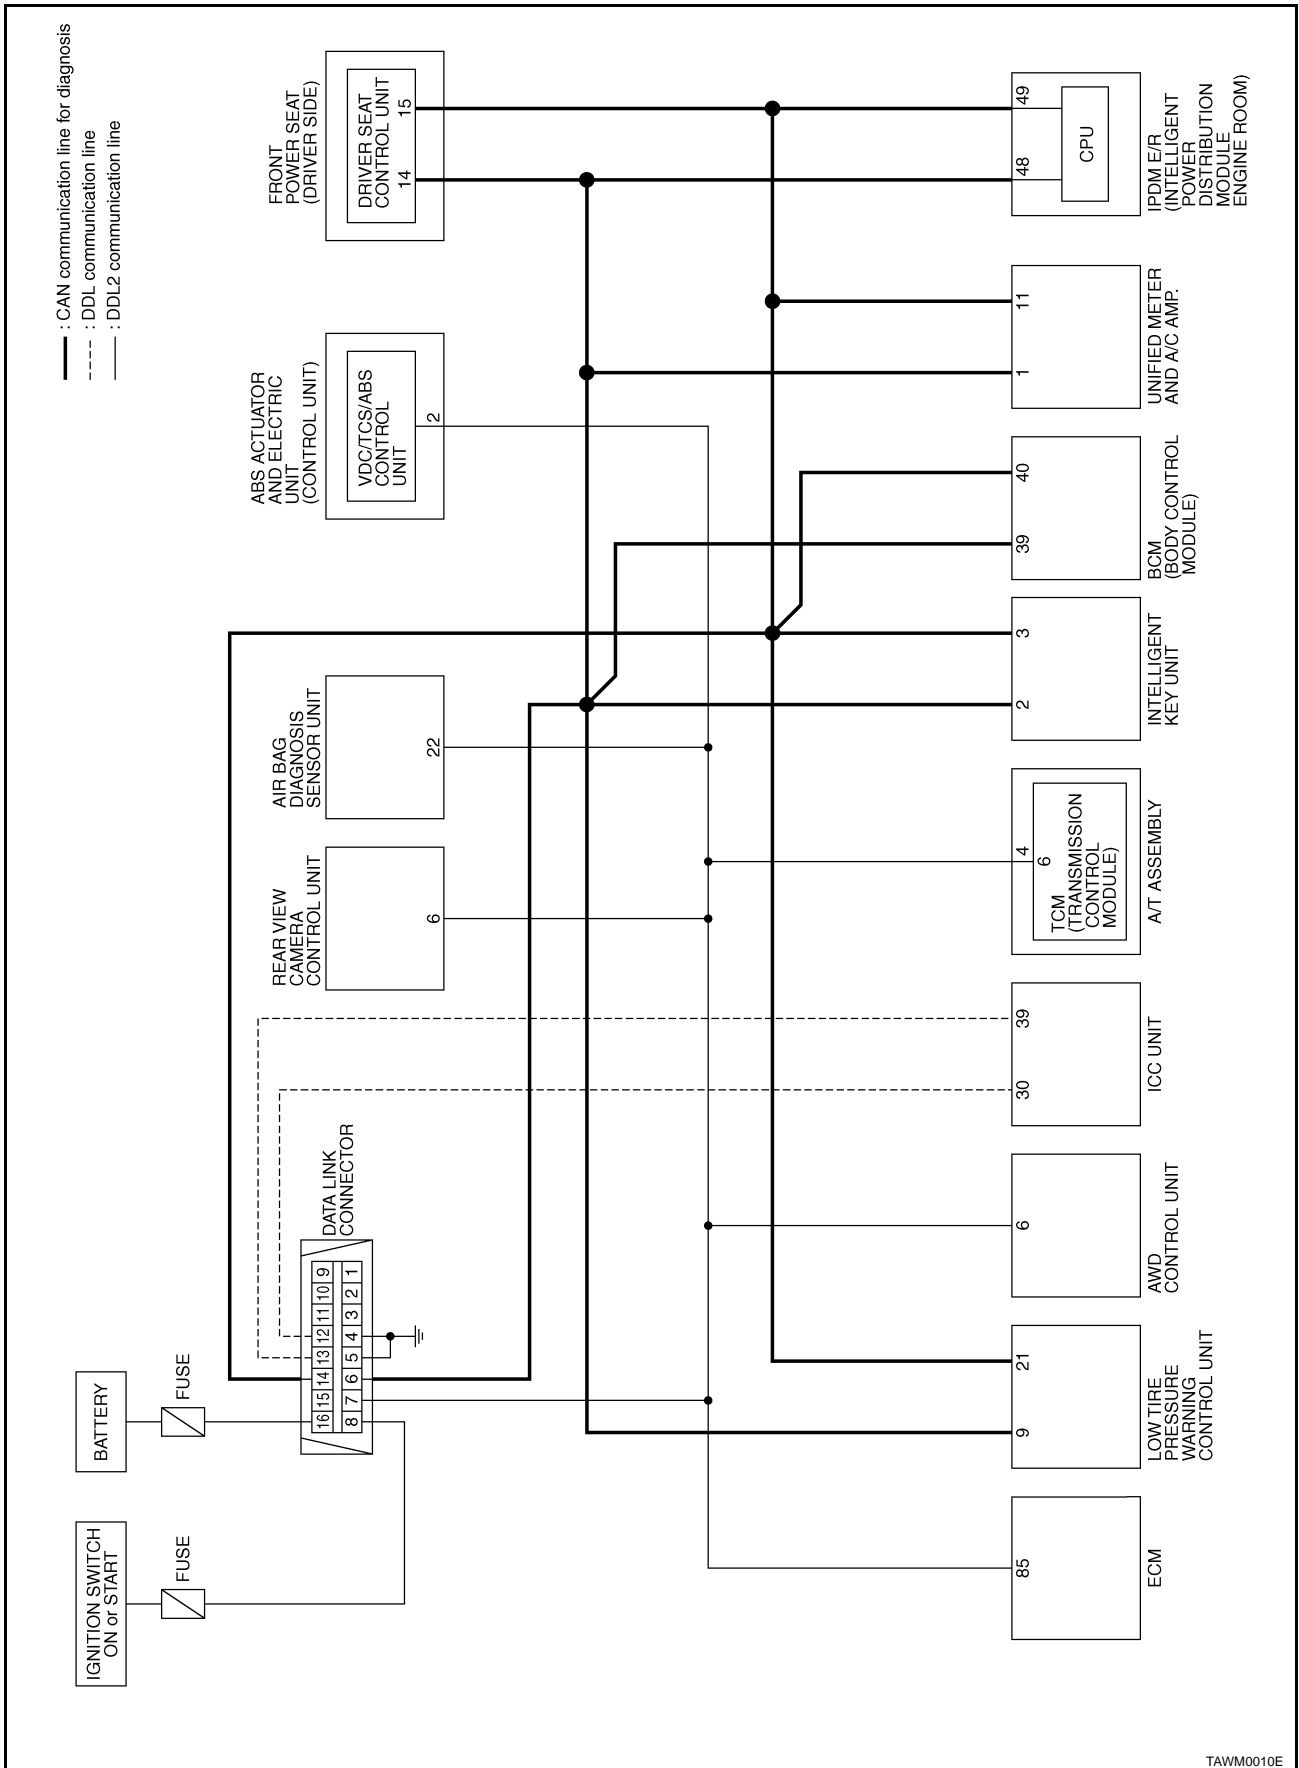 : CAN communication line for diagnosis
: DDL communication line
: DDL2 communication line
IGNITION SWITCH
ON or START
FUSE
BATTERY
FUSE
DATA LINK
CONNECTOR
16 15 14 13 12 11 10 9
8 7 6 5 4 3 2 1
REAR VIEW
CAMERA
CONTROL UNIT
6
AIR BAG
DIAGNOSIS
SENSOR UNIT
22
ABS ACTUATOR
AND ELECTRIC
UNIT
(CONTROL UNIT)
VDC/TCS/ABS
CONTROL
UNIT
2
FRONT
POWER SEAT
(DRIVER SIDE)
DRIVER SEAT
CONTROL UNIT
14 15
85
ECM
9 21
LOW TIRE
PRESSURE
WARNING
CONTROL UNIT
6
AWD
CONTROL UNIT
30 39
ICC UNIT
4
6
TCM
(TRANSMISSION
CONTROL
MODULE)
A/T ASSEMBLY
2 3
INTELLIGENT
KEY UNIT
39 40
BCM
(BODY CONTROL
MODULE)
1 11
UNIFIED METER
AND A/C AMP.
48 49
CPU
IPDM E/R
(INTELLIGENT
POWER
DISTRIBUTION
MODULE
ENGINE ROOM)
TAWM0010E